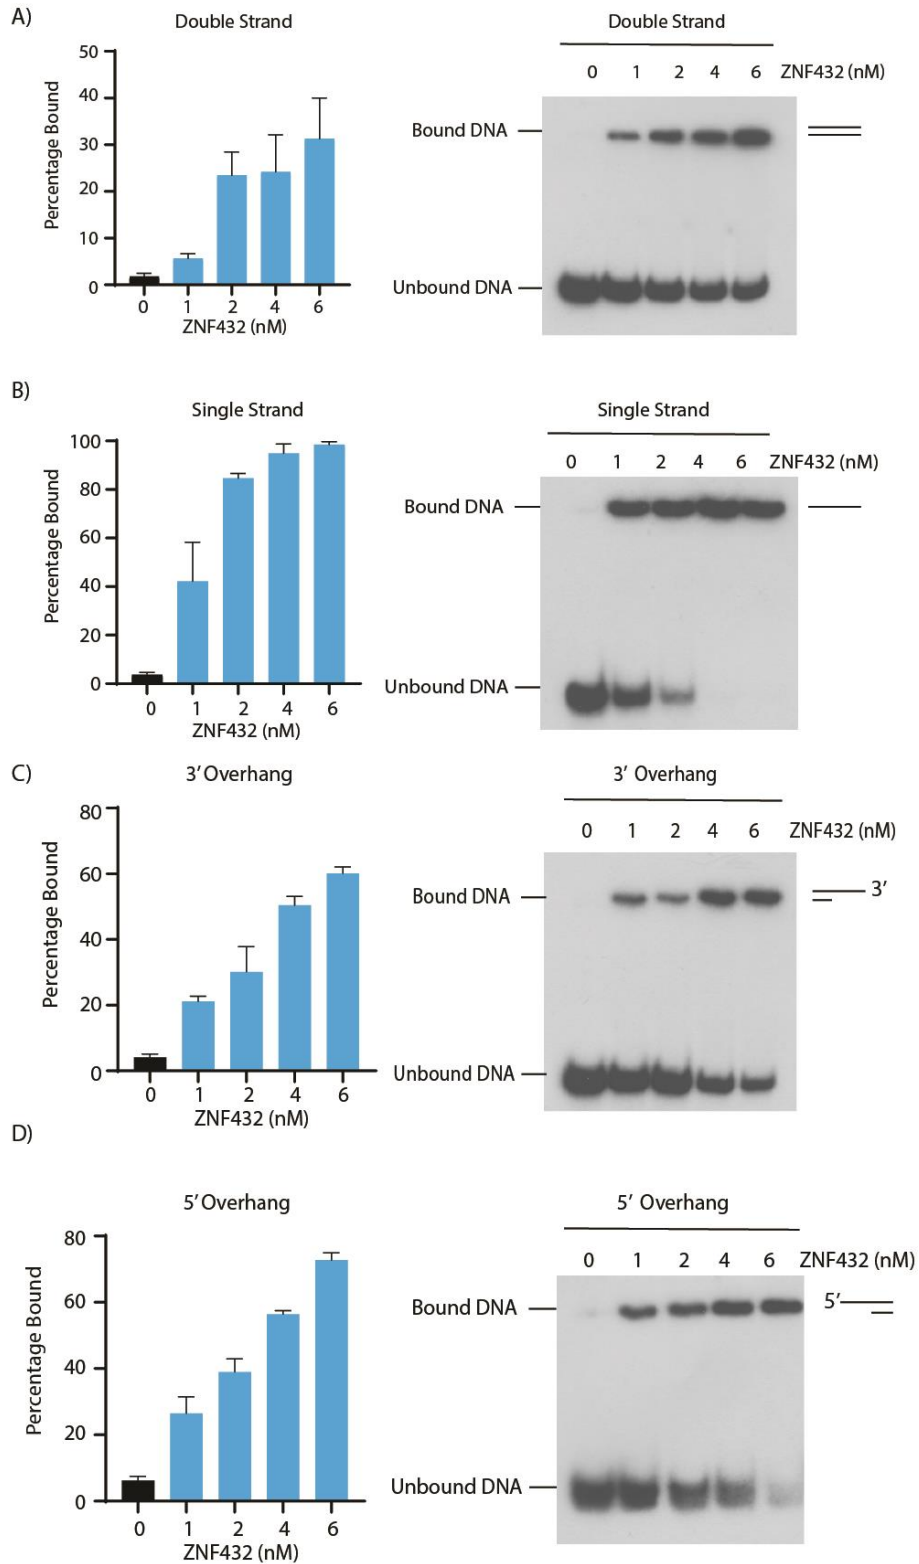 A)
Double Strand
50
40
30
20
10
0
Percentage Bound
0 1 2 4 6
ZNF432 (nM)
Double Strand
0 1 2 4 6 ZNF432 (nM)
Bound DNA
Unbound DNA
B)
Single Strand
100
80
60
40
20
0
Percentage Bound
0 1 2 4 6
ZNF432 (nM)
Single Strand
0 1 2 4 6 ZNF432 (nM)
Bound DNA
Unbound DNA
C)
3′ Overhang
80
60
40
20
0
Percentage Bound
0 1 2 4 6
ZNF432 (nM)
3′ Overhang
0 1 2 4 6 ZNF432 (nM)
Bound DNA
3′
Unbound DNA
D)
5′ Overhang
80
60
40
20
0
Percentage Bound
0 1 2 4 6
ZNF432 (nM)
5′ Overhang
0 1 2 4 6 ZNF432 (nM)
Bound DNA
5′
Unbound DNA